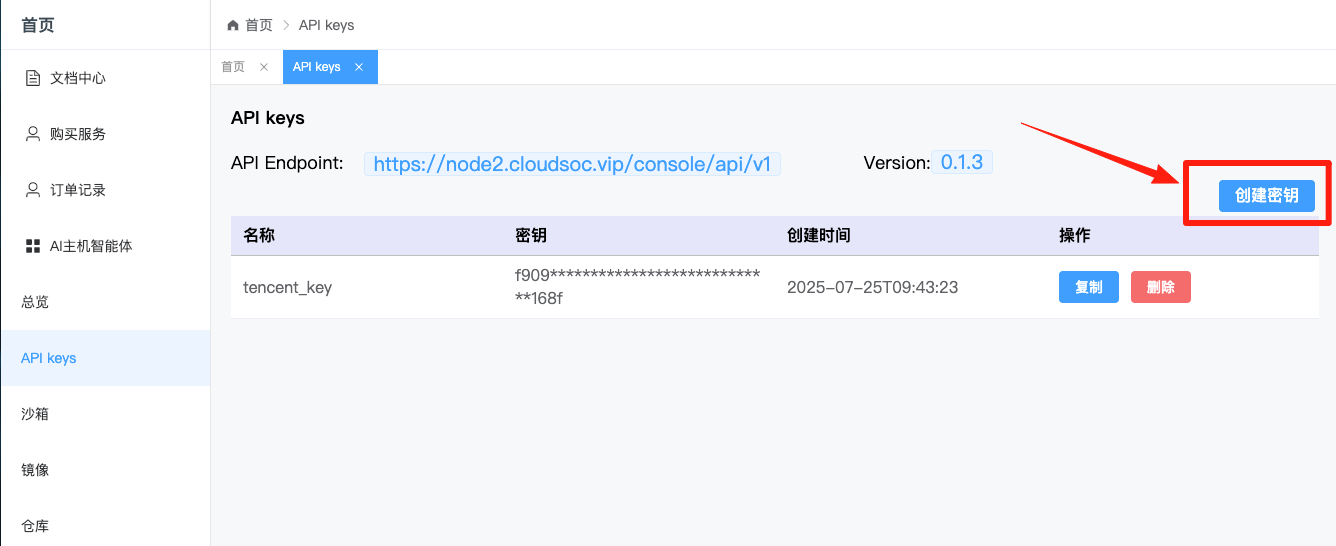 首页
首页 > API keys
首页 × API keys ×
文档中心
购买服务
订单记录
AI主机智能体
总览
API keys
沙箱
镜像
仓库
API keys
API Endpoint: https://node2.cloudsoc.vip/console/api/v1 Version: 0.1.3
创建密钥
名称 密钥 创建时间 操作
tencent_key f909**************************
**168f 2025-07-25T09:43:23 复制 删除